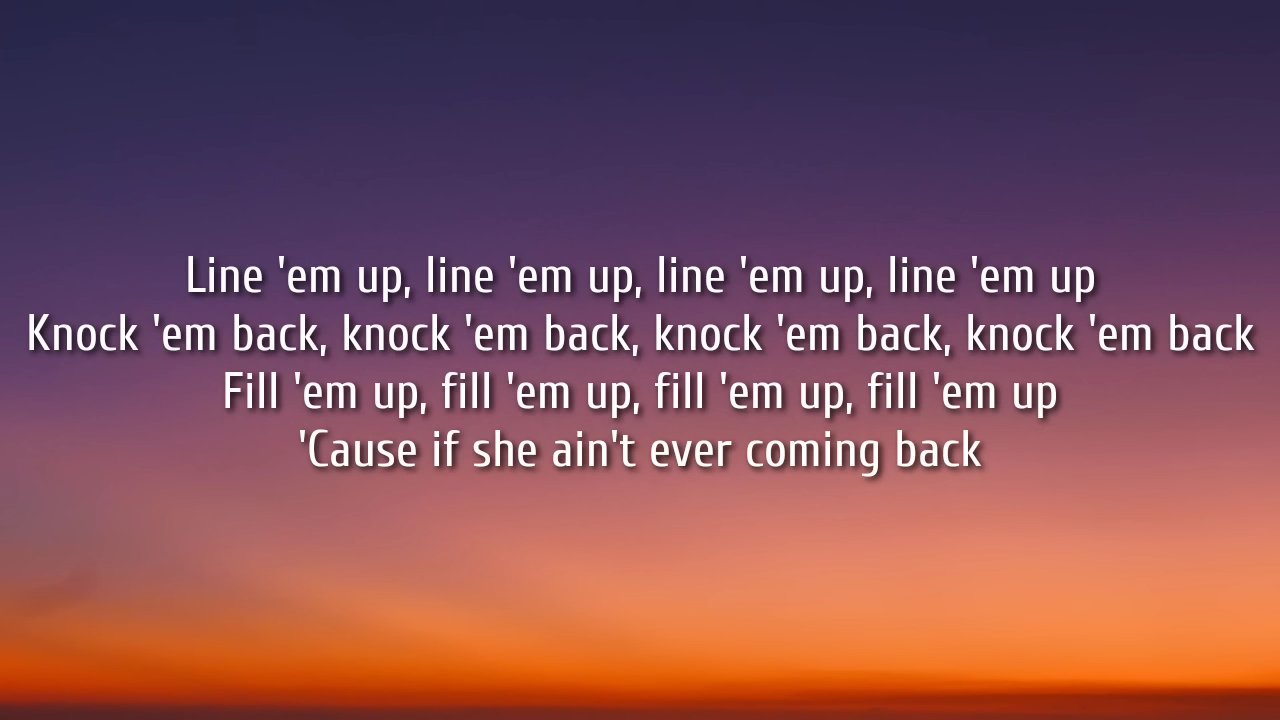 Line 'em up, line 'em up, line 'em up, line 'em up
Knock 'em back, knock 'em back, knock 'em back, knock 'em back
Fill 'em up, fill 'em up, fill 'em up, fill 'em up
'Cause if she ain't ever coming back